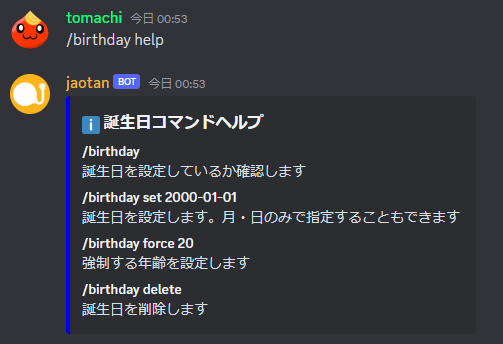 tomachi 今日 00:53
/birthday help
jaotan BOT 今日 00:53
i 誕生日コマンドヘルプ
/birthday
誕生日を設定しているか確認します
/birthday set 2000-01-01
誕生日を設定します。月・日のみで指定することもできます
/birthday force 20
強制する年齢を設定します
/birthday delete
誕生日を削除します